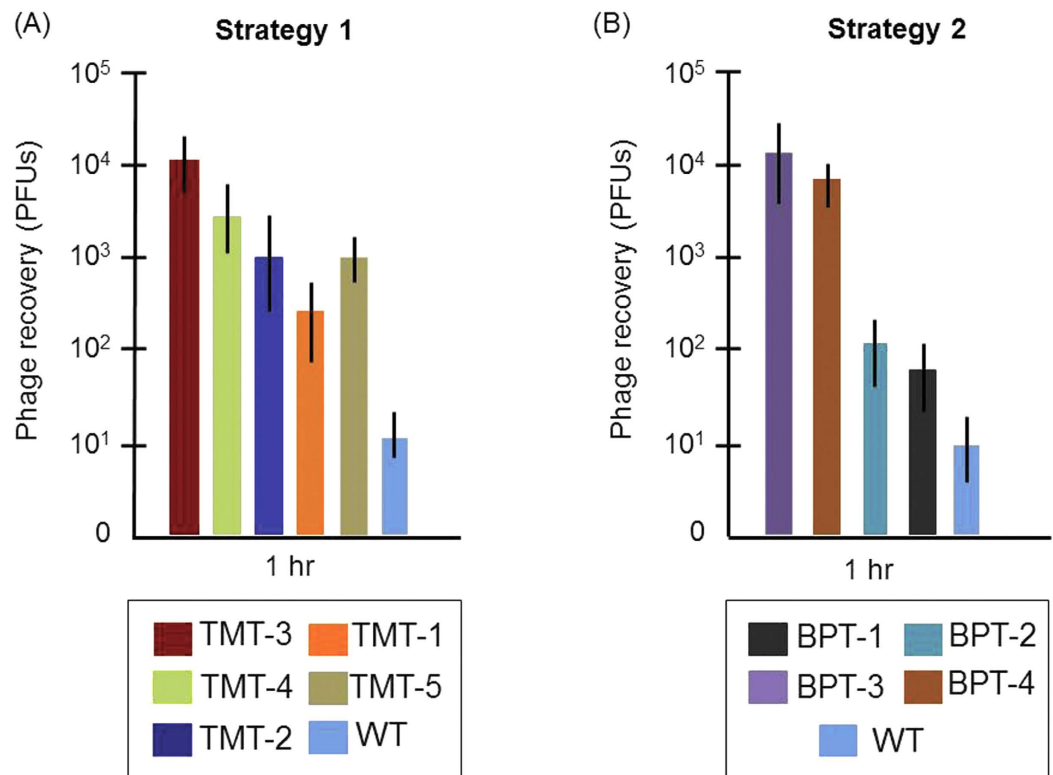 (A)
Strategy 1
Phage recovery (PFUs)
10⁵
10⁴
10³
10²
10¹
0
1 hr
TMT-3 TMT-1
TMT-4 TMT-5
TMT-2 WT
(B)
Strategy 2
Phage recovery (PFUs)
10⁵
10⁴
10³
10²
10¹
0
1 hr
BPT-1 BPT-2
BPT-3 BPT-4
WT